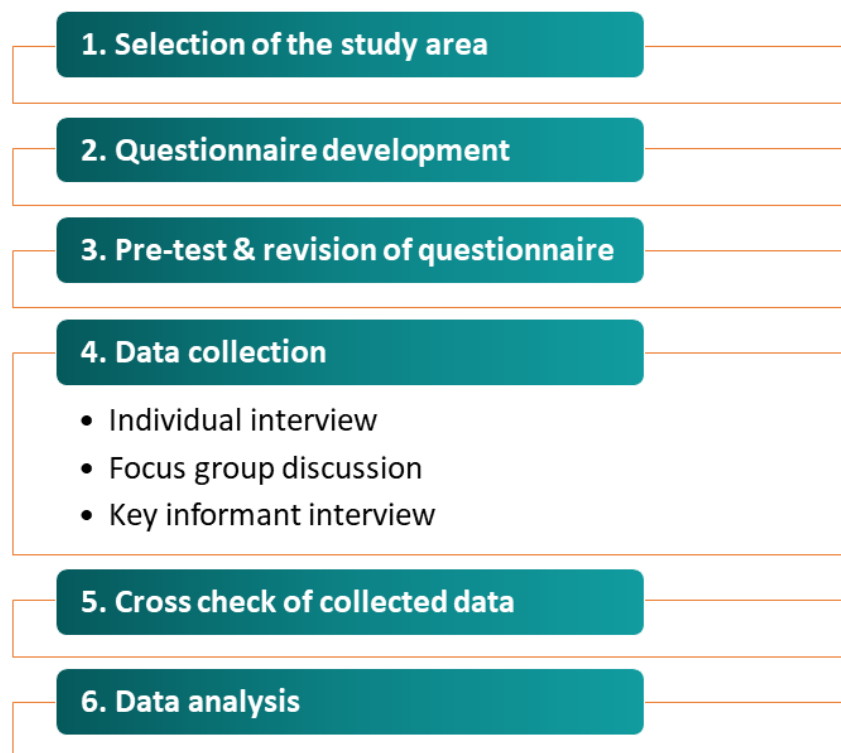 1. Selection of the study area
2. Questionnaire development
3. Pre-test & revision of questionnaire
4. Data collection
• Individual interview
• Focus group discussion
• Key informant interview
5. Cross check of collected data
6. Data analysis